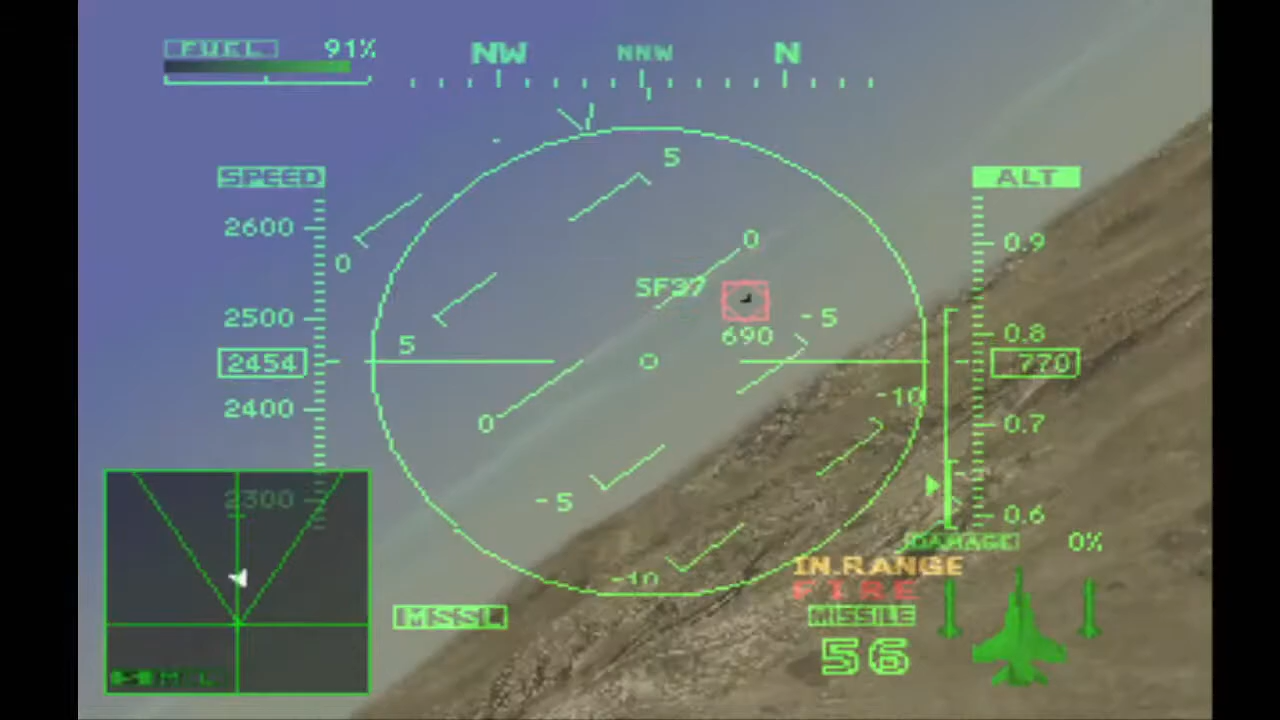 FUEL 91%
NW NNW N
SPEED
ALT
5
2600
0.9
0
0
SF37
2500
-5
0.8
690
5
2454
770
2400
-10
0
0.7
2300
-5
0.6
DAMAGE 0%
IN.RANGE
-10
FIRE
MISSILE
56